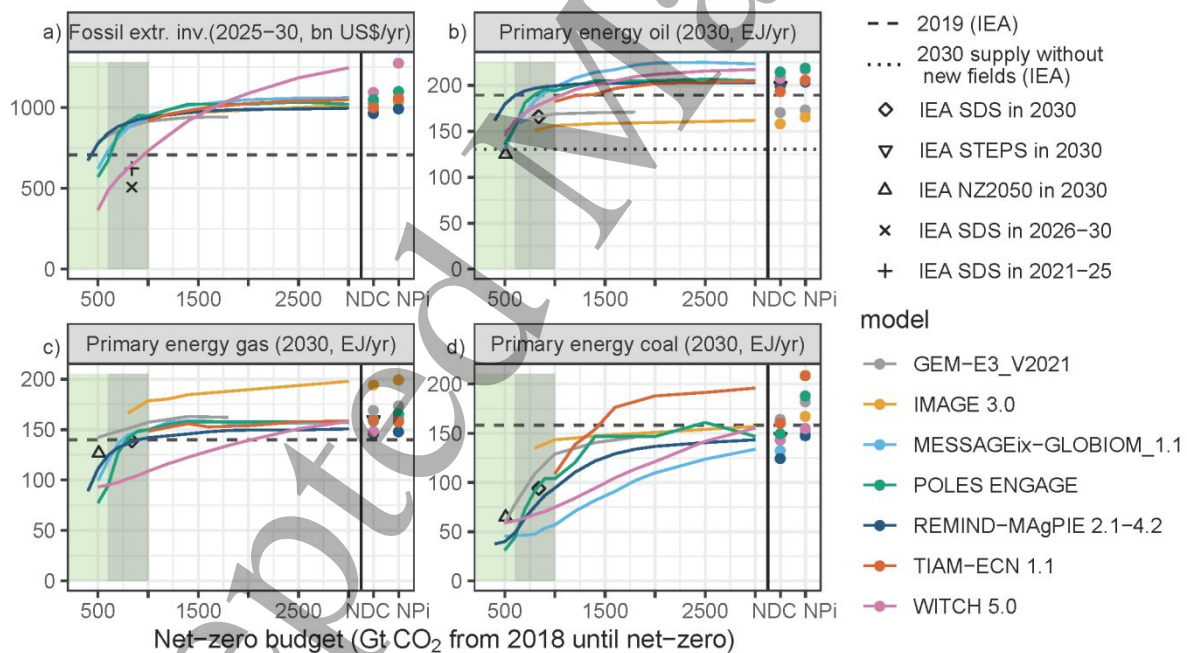 a) Fossil extr. inv.(2025−30, bn US$/yr)
1000
500
0
500 1500 2500 NDC NPi
b) Primary energy oil (2030, EJ/yr)
200
150
100
50
0
500 1500 2500 NDC NPi
c) Primary energy gas (2030, EJ/yr)
200
150
100
50
0
500 1500 2500 NDC NPi
d) Primary energy coal (2030, EJ/yr)
200
150
100
50
0
500 1500 2500 NDC NPi
Net−zero budget (Gt CO₂ from 2018 until net−zero)
2019 (IEA)
2030 supply without
new fields (IEA)
IEA SDS in 2030
IEA STEPS in 2030
IEA NZ2050 in 2030
IEA SDS in 2026−30
IEA SDS in 2021−25
model
GEM−E3_V2021
IMAGE 3.0
MESSAGEix−GLOBIOM_1.1
POLES ENGAGE
REMIND−MAgPIE 2.1−4.2
TIAM−ECN 1.1
WITCH 5.0